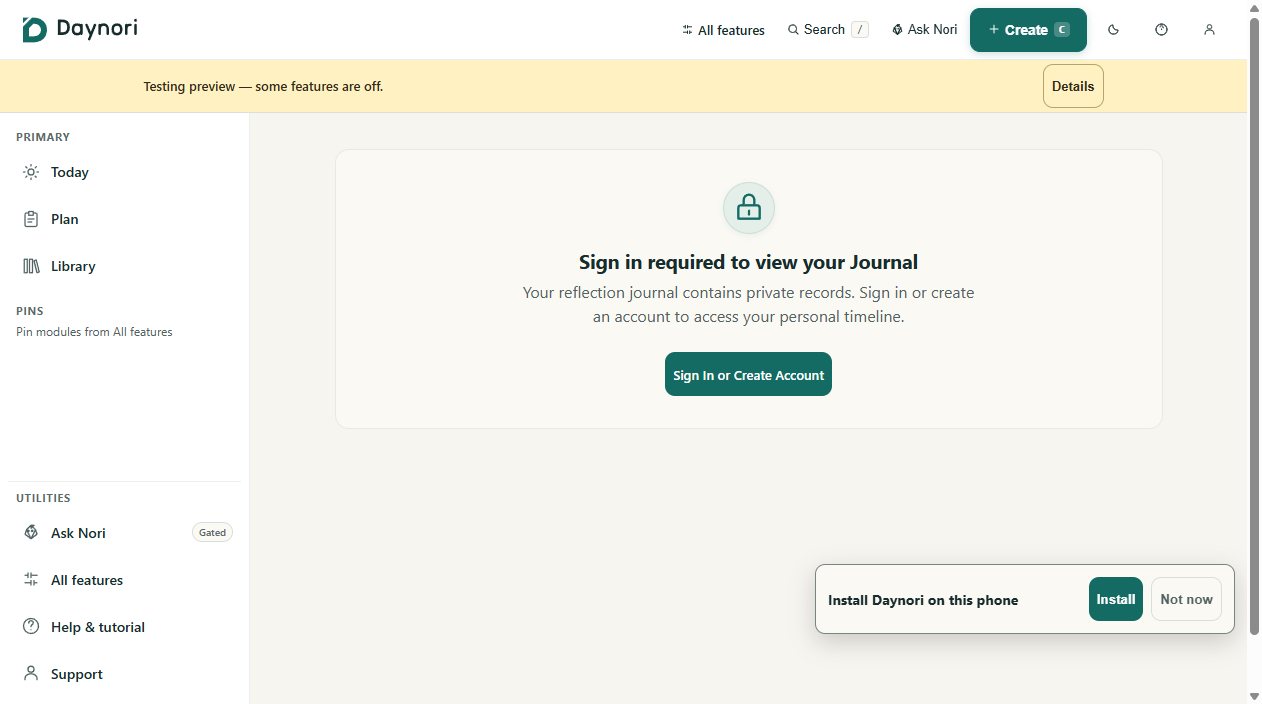 Daynori
All features
Search /
Ask Nori
+ Create C
Testing preview — some features are off.
Details
PRIMARY
Today
Plan
Library
PINS
Pin modules from All features
UTILITIES
Ask Nori
Gated
All features
Help & tutorial
Support
Sign in required to view your Journal
Your reflection journal contains private records. Sign in or create
an account to access your personal timeline.
Sign In or Create Account
Install Daynori on this phone
Install
Not now